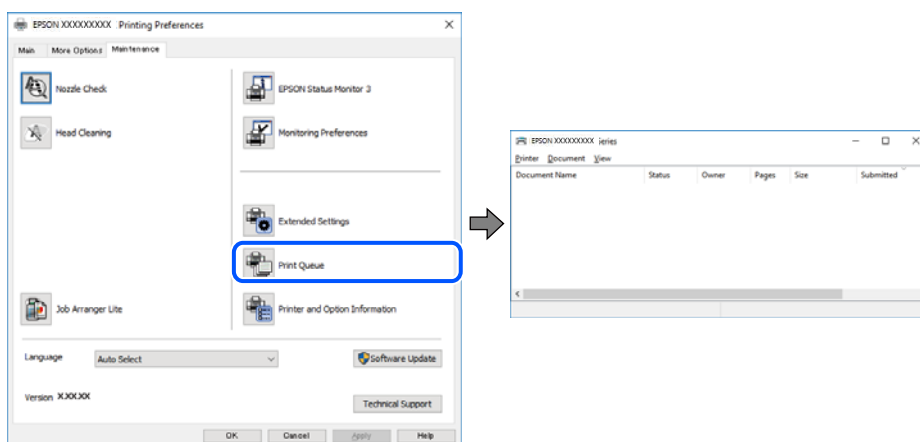 EPSON XXXXXXXXX Printing Preferences
Main More Options Maintenance
Nozzle Check
EPSON Status Monitor 3
Head Cleaning
Monitoring Preferences
Extended Settings
Print Queue
Job Arranger Lite
Printer and Option Information
Language Auto Select
Software Update
Version X.XX.XX
Technical Support
OK Cancel Apply Help
EPSON XXXXXXXXX ieries
Printer Document View
Document Name Status Owner Pages Size Submitted